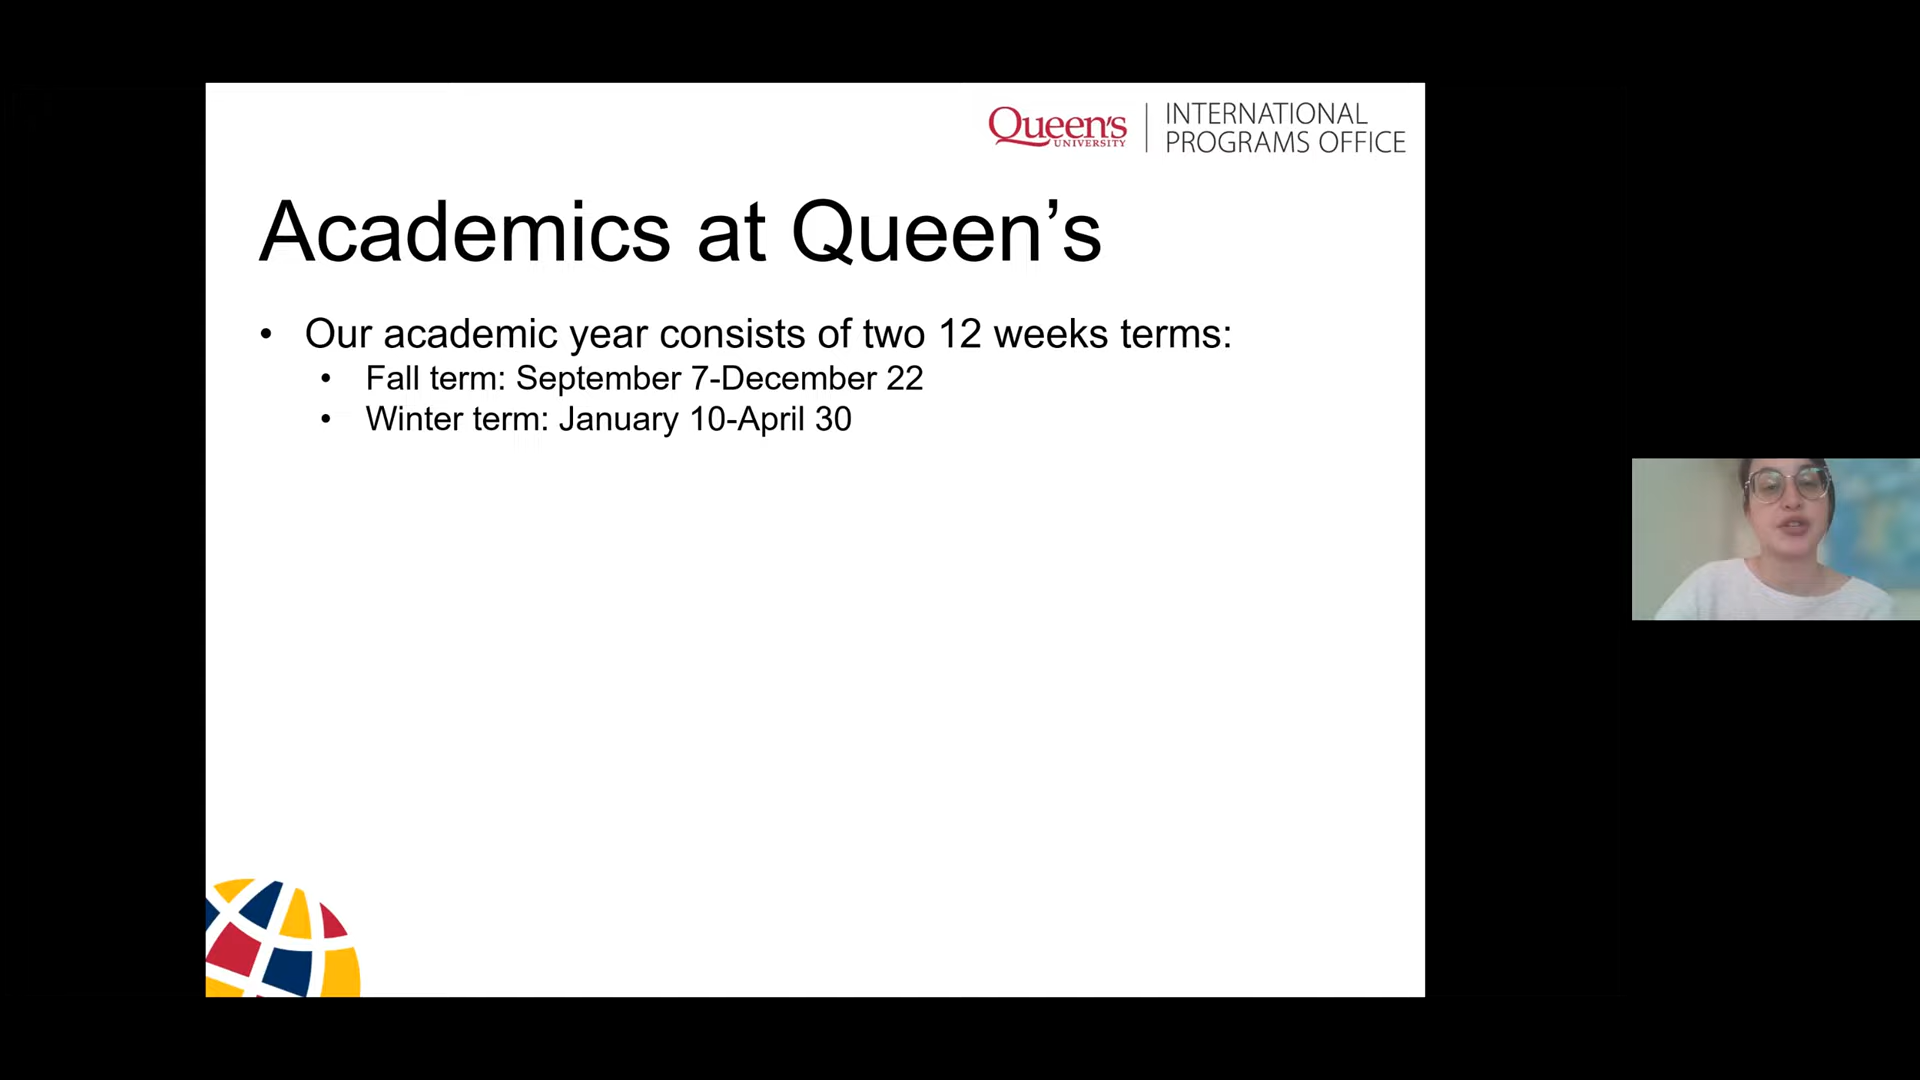 Queen's
UNIVERSITY
INTERNATIONAL
PROGRAMS OFFICE
Academics at Queen’s
• Our academic year consists of two 12 weeks terms:
• Fall term: September 7-December 22
• Winter term: January 10-April 30